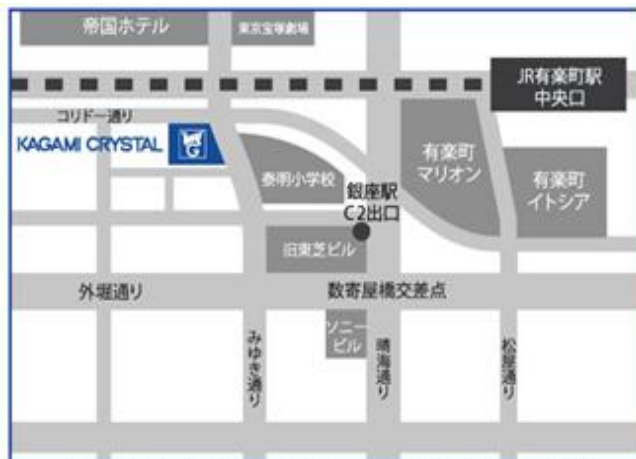 帝国ホテル
東京宝塚劇場
JR有楽町駅
中央口
コリドー通り
KAGAMI CRYSTAL
G
泰明小学校
銀座駅
C2出口
有楽町
マリオン
有楽町
イトシア
旧東芝ビル
外堀通り
数寄屋橋交差点
ソニー
ビル
みゆき通り
晴海通り
松屋通り